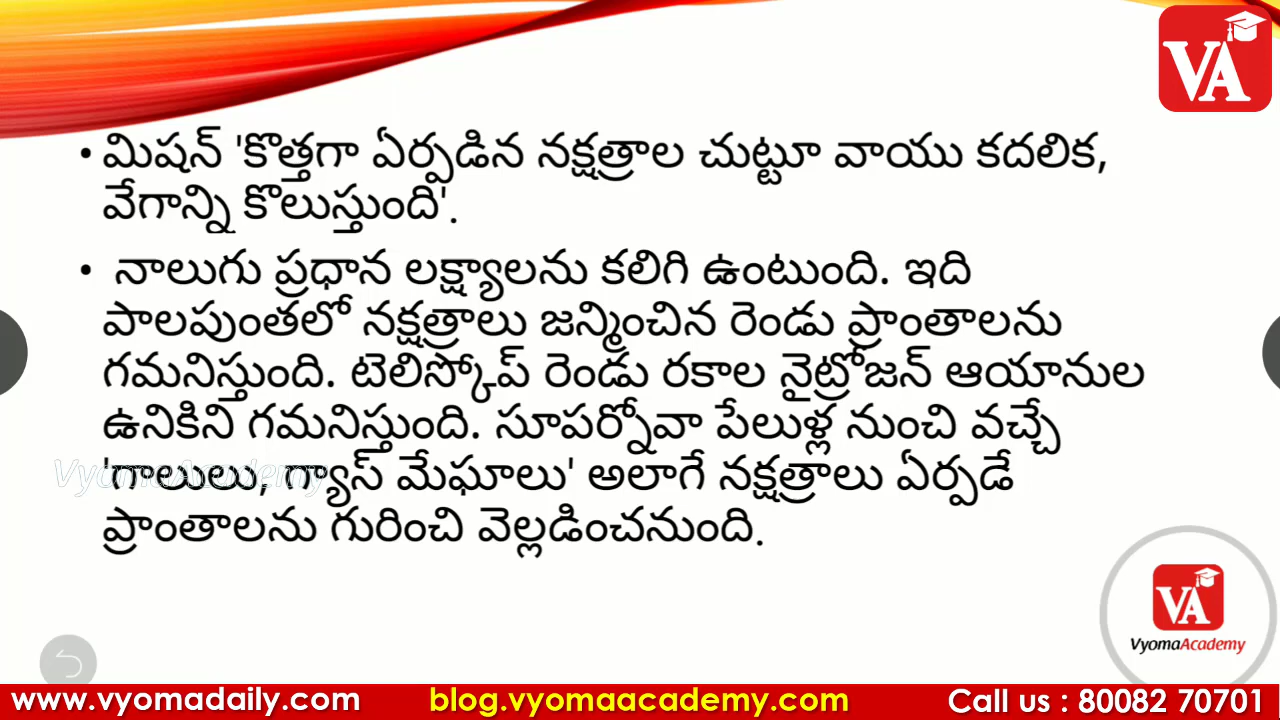 VA
• మిషన్ 'కొత్తగా ఏర్పడిన నక్షత్రాల చుట్టూ వాయు కదలిక,
వేగాన్ని కొలుస్తుంది'.
• నాలుగు ప్రధాన లక్ష్యాలను కలిగి ఉంటుంది. ఇది
పాలపుంతలో నక్షత్రాలు జన్మించిన రెండు ప్రాంతాలను
గమనిస్తుంది. టెలిస్కోప్ రెండు రకాల నైట్రోజన్ ఆయానుల
ఉనికిని గమనిస్తుంది. సూపర్నోవా పేలుళ్ల నుంచి వచ్చే
'గాలులు, గ్యాస్ మేఘాలు' అలాగే నక్షత్రాలు ఏర్పడే
VyomaAcademy
ప్రాంతాలను గురించి వెల్లడించనుంది.
VA
VyomaAcademy
www.vyomadaily.com blog.vyomaacademy.com Call us : 80082 70701